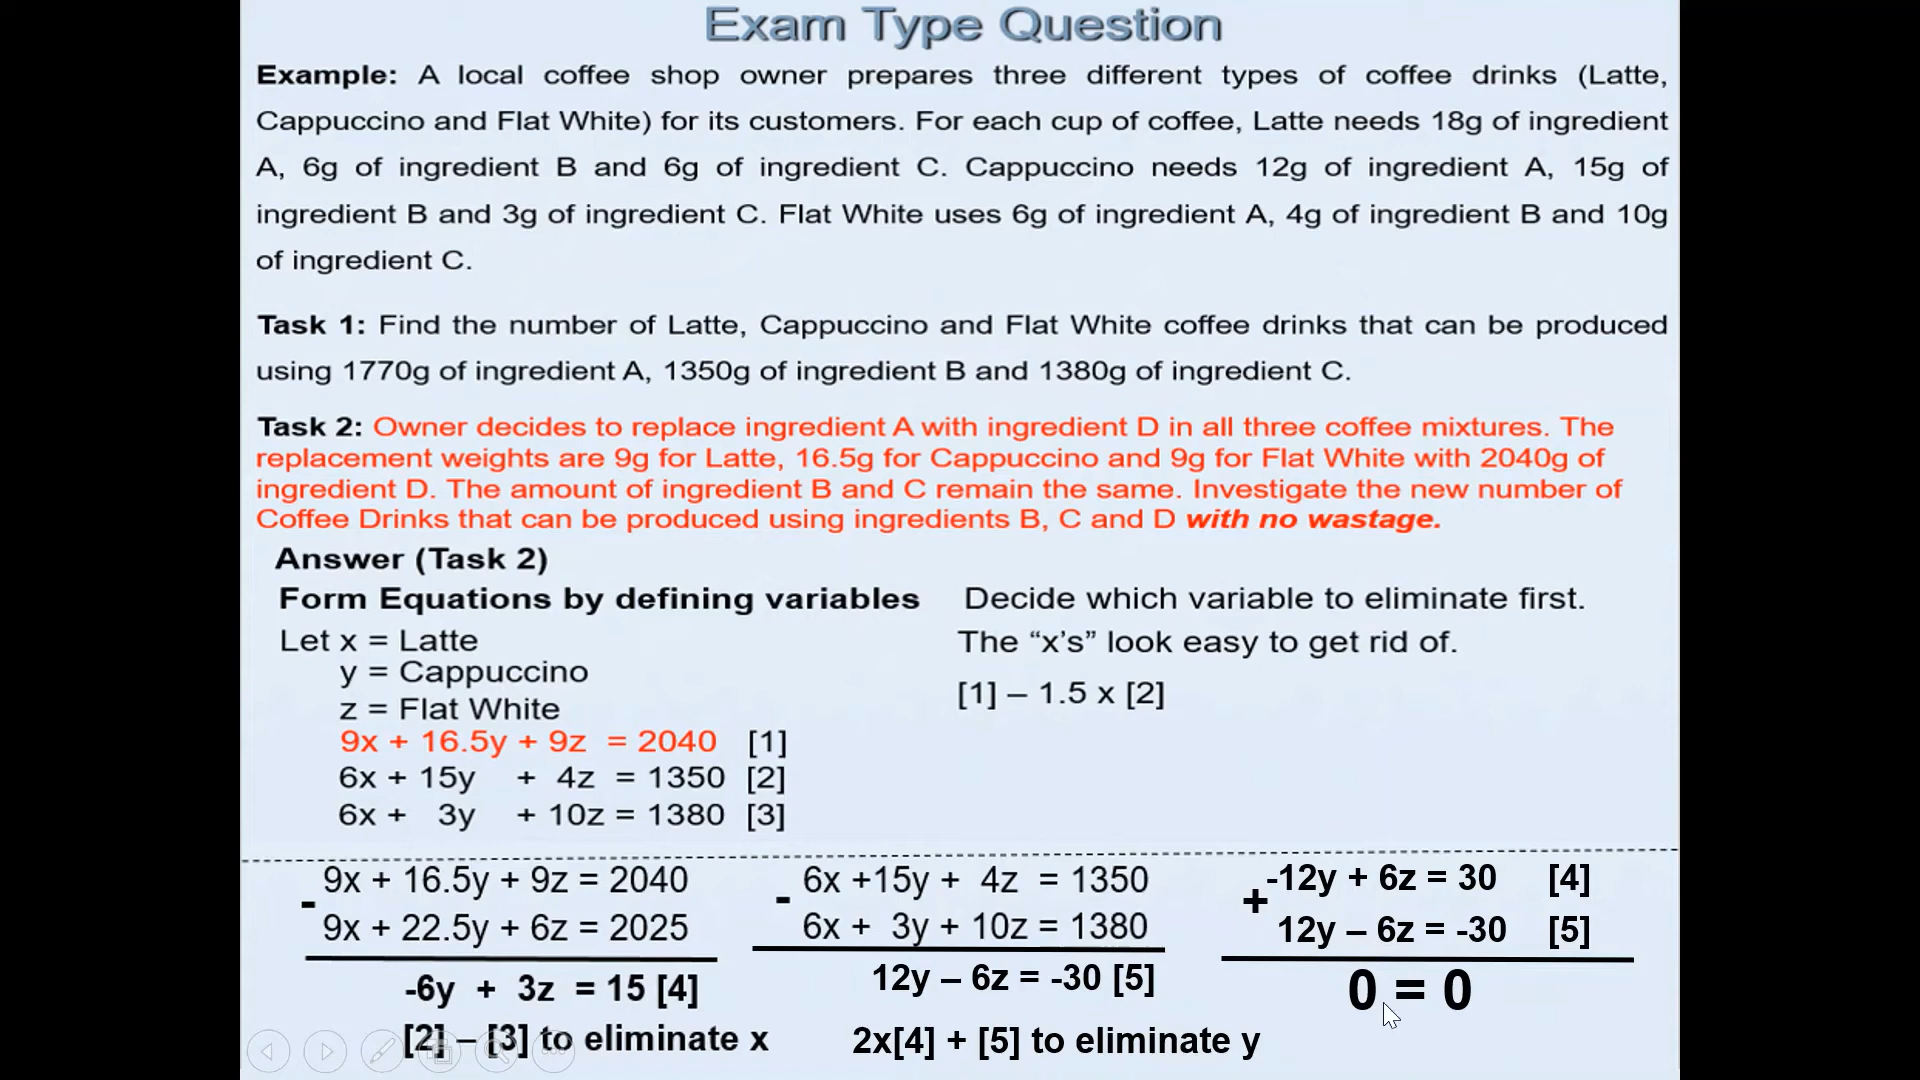 Exam Type Question
Example: A local coffee shop owner prepares three different types of coffee drinks (Latte,
Cappuccino and Flat White) for its customers. For each cup of coffee, Latte needs 18g of ingredient
A, 6g of ingredient B and 6g of ingredient C. Cappuccino needs 12g of ingredient A, 15g of
ingredient B and 3g of ingredient C. Flat White uses 6g of ingredient A, 4g of ingredient B and 10g
of ingredient C.
Task 1: Find the number of Latte, Cappuccino and Flat White coffee drinks that can be produced
using 1770g of ingredient A, 1350g of ingredient B and 1380g of ingredient C.
Task 2: Owner decides to replace ingredient A with ingredient D in all three coffee mixtures. The
replacement weights are 9g for Latte, 16.5g for Cappuccino and 9g for Flat White with 2040g of
ingredient D. The amount of ingredient B and C remain the same. Investigate the new number of
Coffee Drinks that can be produced using ingredients B, C and D with no wastage.
Answer (Task 2)
Form Equations by defining variables
Let x = Latte
y = Cappuccino
z = Flat White
9x + 16.5y + 9z = 2040 [1]
6x + 15y + 4z = 1350 [2]
6x + 3y + 10z = 1380 [3]
Decide which variable to eliminate first.
The “x’s” look easy to get rid of.
[1] – 1.5 x [2]
9x + 16.5y + 9z = 2040
-
9x + 22.5y + 6z = 2025
-6y + 3z = 15 [4]
[2] – [3] to eliminate x
6x +15y + 4z = 1350
-
6x + 3y + 10z = 1380
12y – 6z = -30 [5]
2x[4] + [5] to eliminate y
-12y + 6z = 30 [4]
+
12y – 6z = -30 [5]
0 = 0